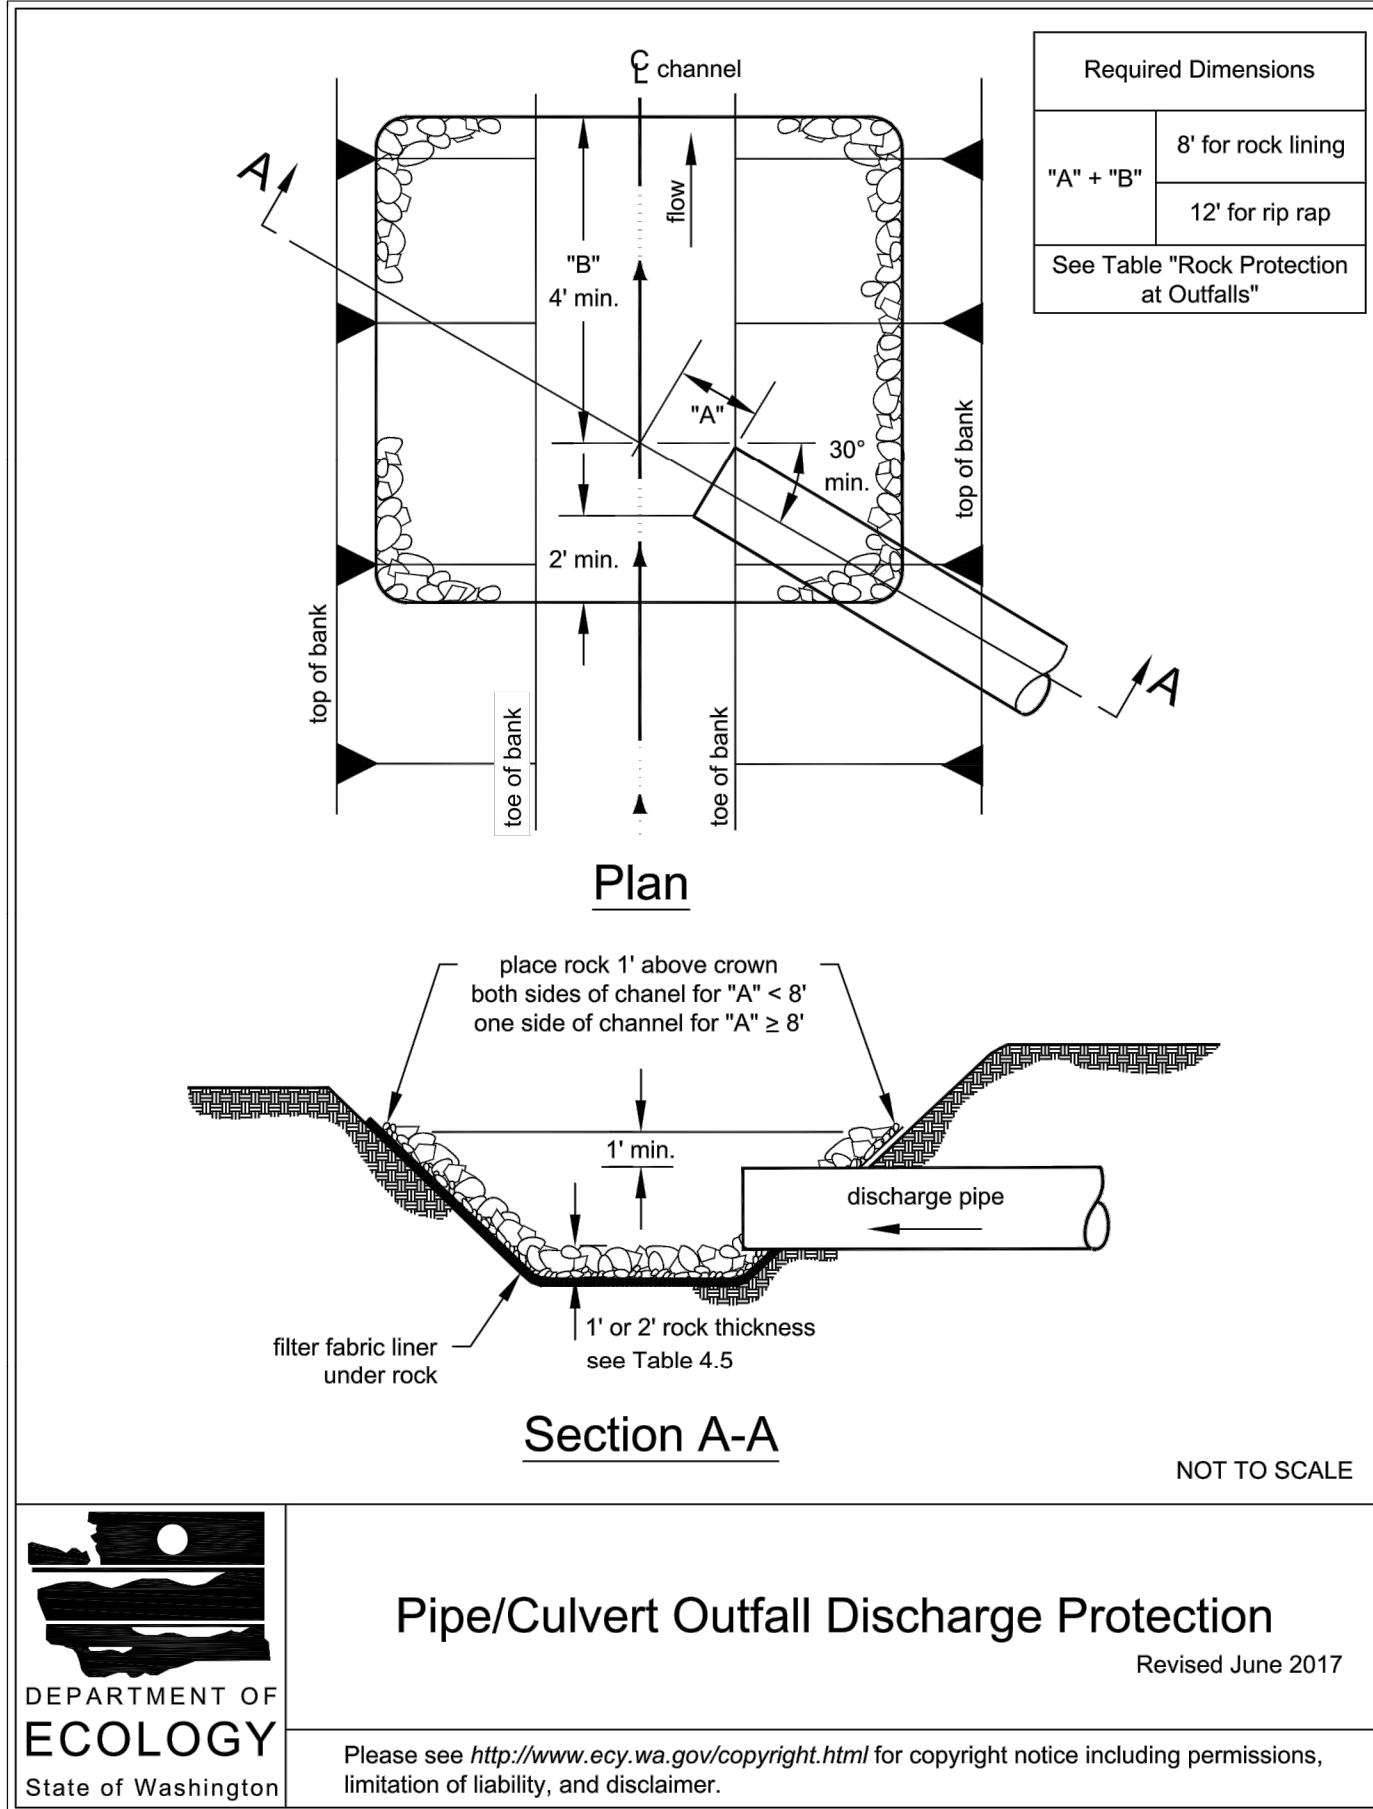 ℄ channel
Required Dimensions
"A" + "B"
8' for rock lining
12' for rip rap
See Table "Rock Protection
at Outfalls"
A
flow
"B"
4' min.
"A"
30°
min.
top of bank
2' min.
top of bank
toe of bank
toe of bank
A
Plan
place rock 1' above crown
both sides of chanel for "A" < 8'
one side of channel for "A" ≥ 8'
1' min.
discharge pipe
1' or 2' rock thickness
see Table 4.5
filter fabric liner
under rock
Section A-A
NOT TO SCALE
DEPARTMENT OF
ECOLOGY
State of Washington
Pipe/Culvert Outfall Discharge Protection
Revised June 2017
Please see http://www.ecy.wa.gov/copyright.html for copyright notice including permissions,
limitation of liability, and disclaimer.